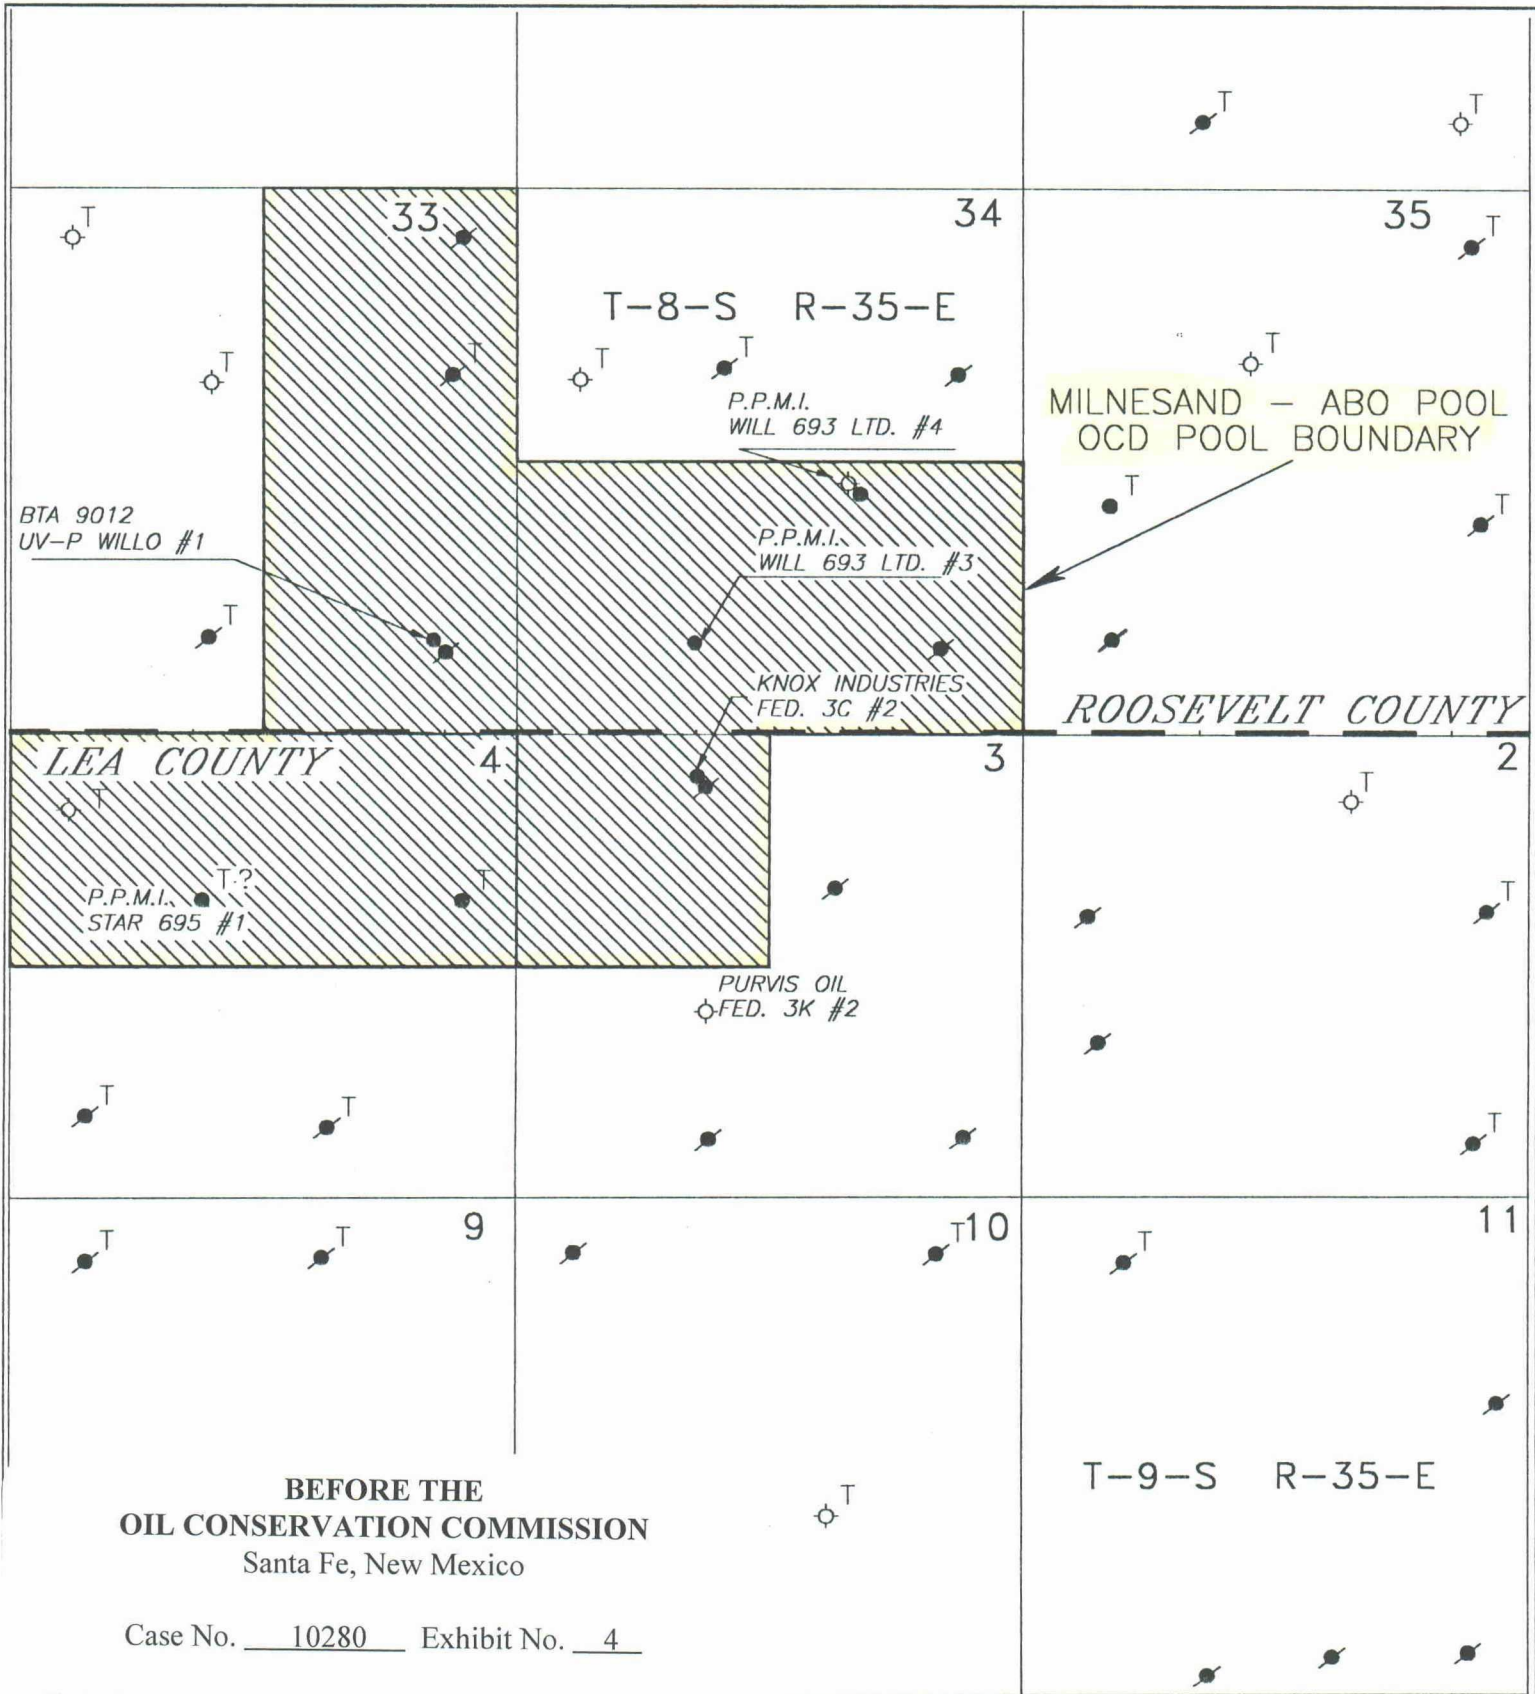 T
T
33
34
35
T
T
T-8-S R-35-E
T
T
T
T
T
P.P.M.I.
WILL 693 LTD. #4
MILNESAND - ABO POOL
OCD POOL BOUNDARY
BTA 9012
UV-P WILLO #1
T
T
P.P.M.I.
WILL 693 LTD. #3
T
KNOX INDUSTRIES
FED. 3C #2
ROOSEVELT COUNTY
LEA COUNTY
4
3
2
T
T
T?
T
P.P.M.I.
STAR 695 #1
T
PURVIS OIL
FED. 3K #2
T
T
T
9
T
10
11
T
T
T
T-9-S R-35-E
T
BEFORE THE
OIL CONSERVATION COMMISSION
Santa Fe, New Mexico
Case No. 10280 Exhibit No. 4